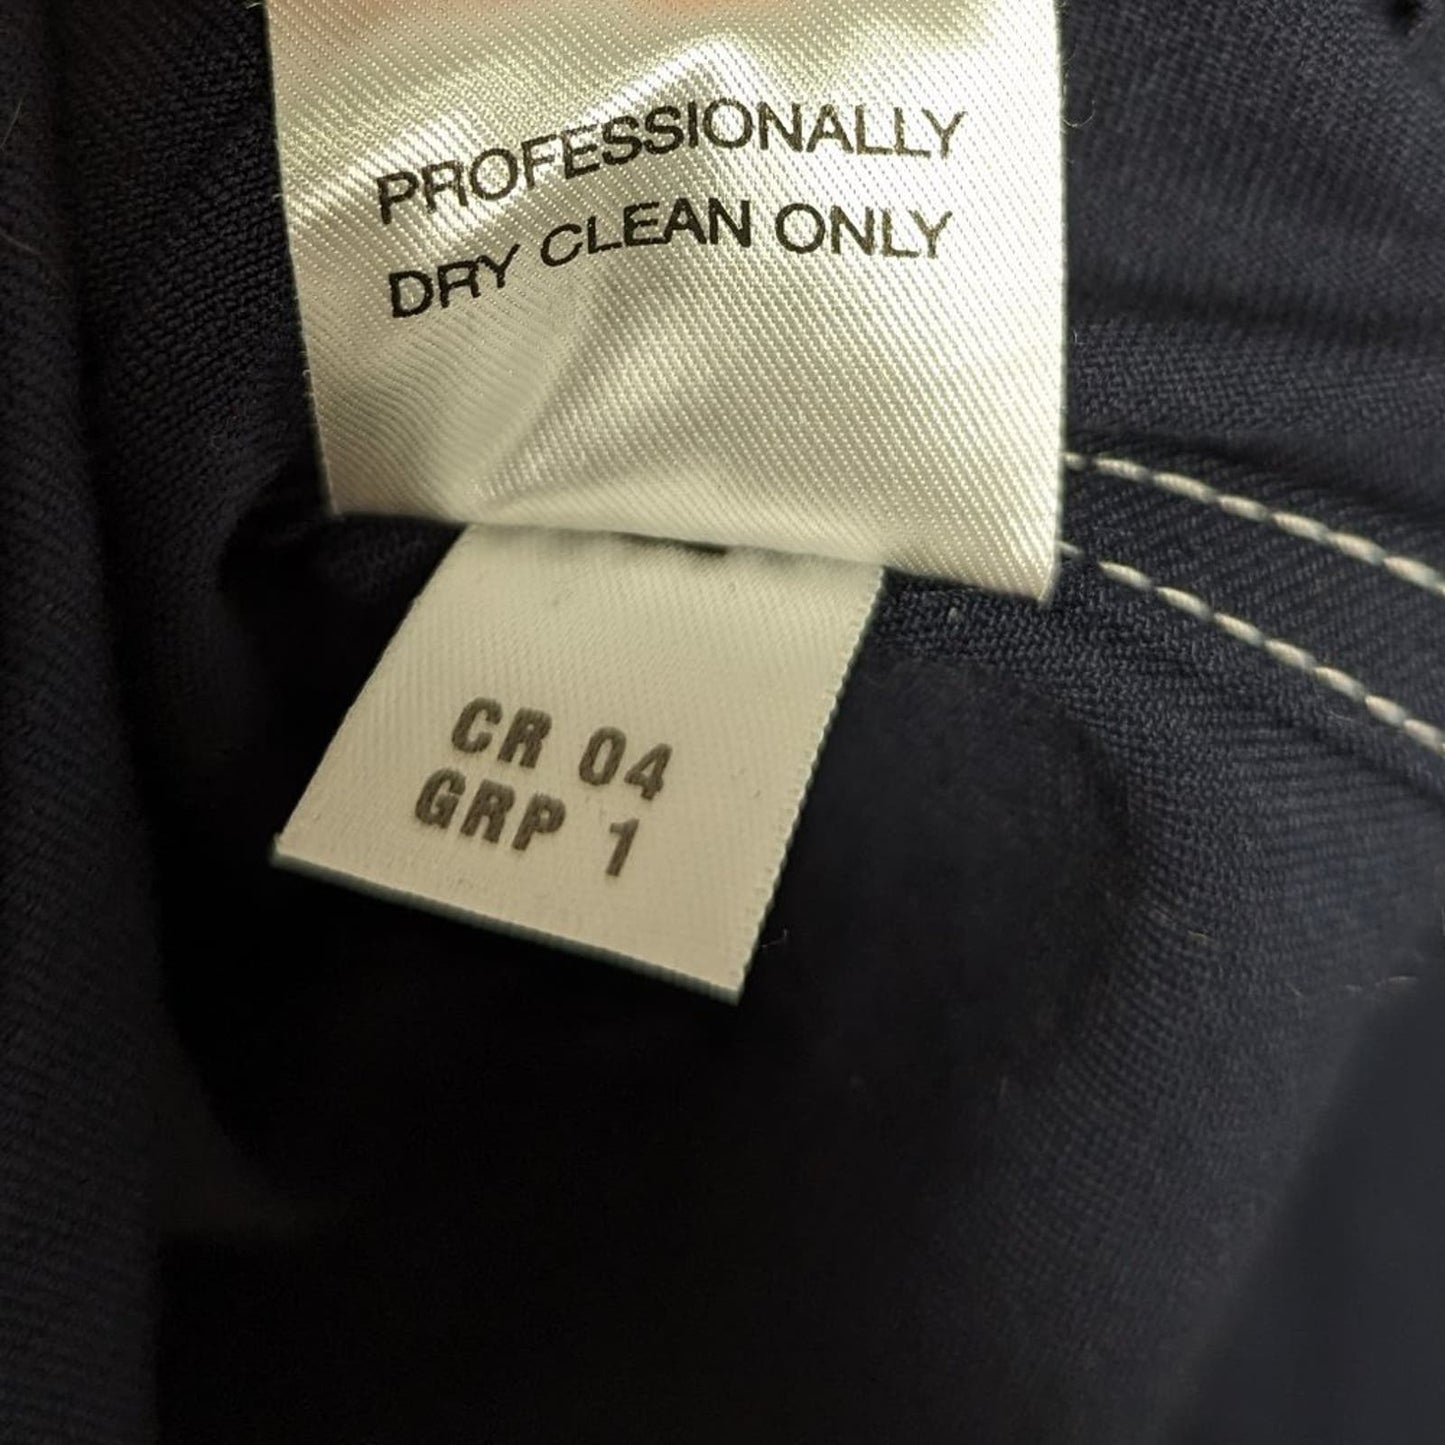 PROFESSIONALLY
DRY CLEAN ONLY
CR 04
GRP 1